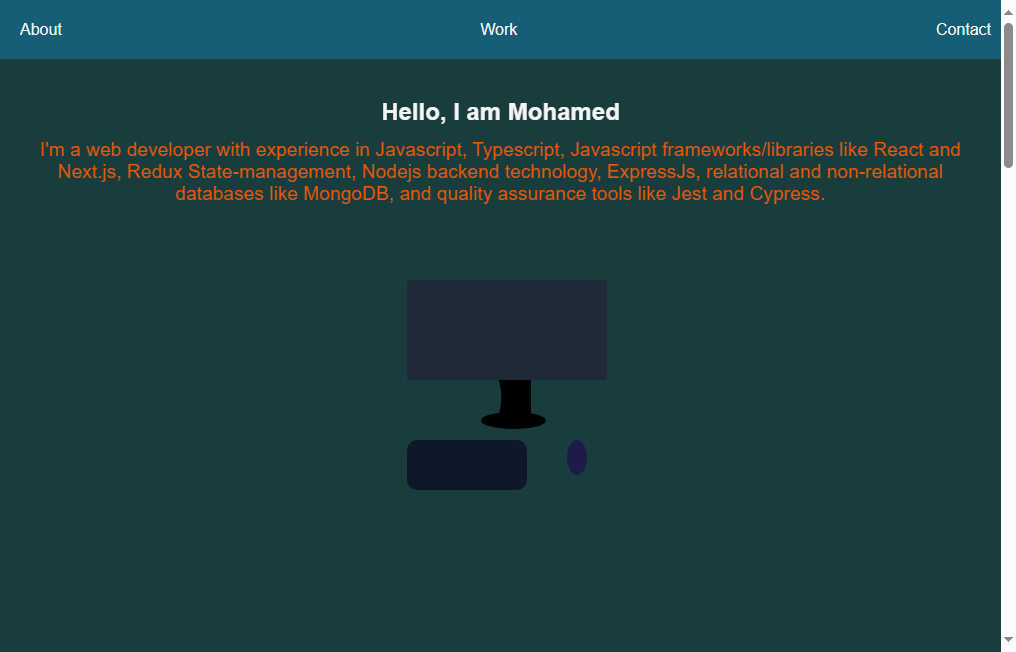 About
Work
Contact
Hello, I am Mohamed
I'm a web developer with experience in Javascript, Typescript, Javascript frameworks/libraries like React and
Next.js, Redux State-management, Nodejs backend technology, ExpressJs, relational and non-relational
databases like MongoDB, and quality assurance tools like Jest and Cypress.